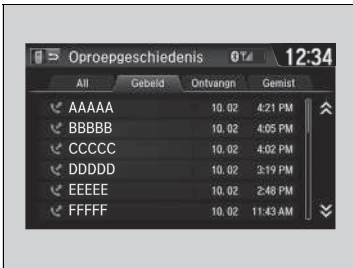 Oproepgeschiedenis 12:34
All Gebeld Ontvangn Gemist
AAAAA 10. 02 4:21 PM
BBBBB 10. 02 4:05 PM
CCCCC 10. 02 4:02 PM
DDDDD 10. 02 3:19 PM
EEEEE 10. 02 2:48 PM
FFFFF 10. 02 11:43 AM